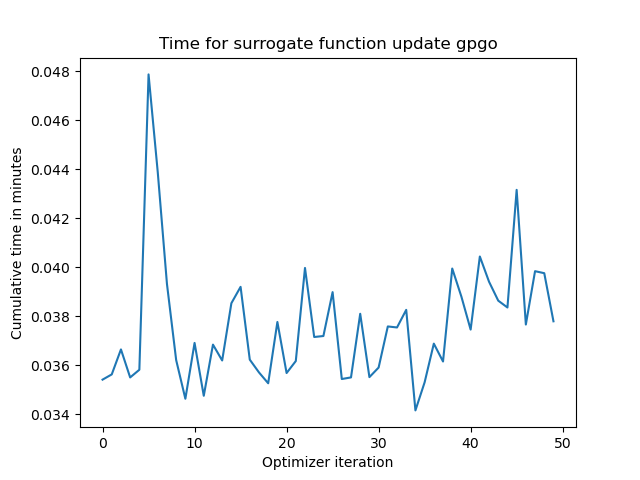 Time for surrogate function update gpgo
Cumulative time in minutes
0.048
0.046
0.044
0.042
0.040
0.038
0.036
0.034
0 10 20 30 40 50
Optimizer iteration